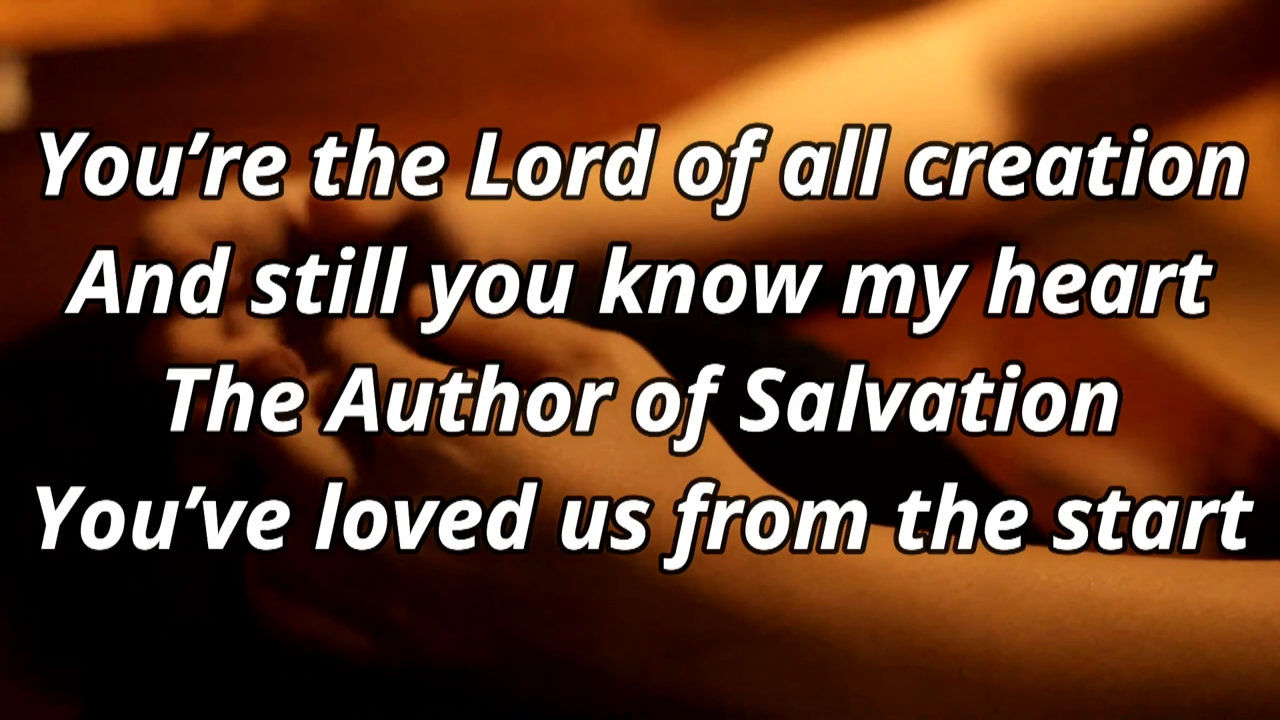 You’re the Lord of all creation
And still you know my heart
The Author of Salvation
You’ve loved us from the start